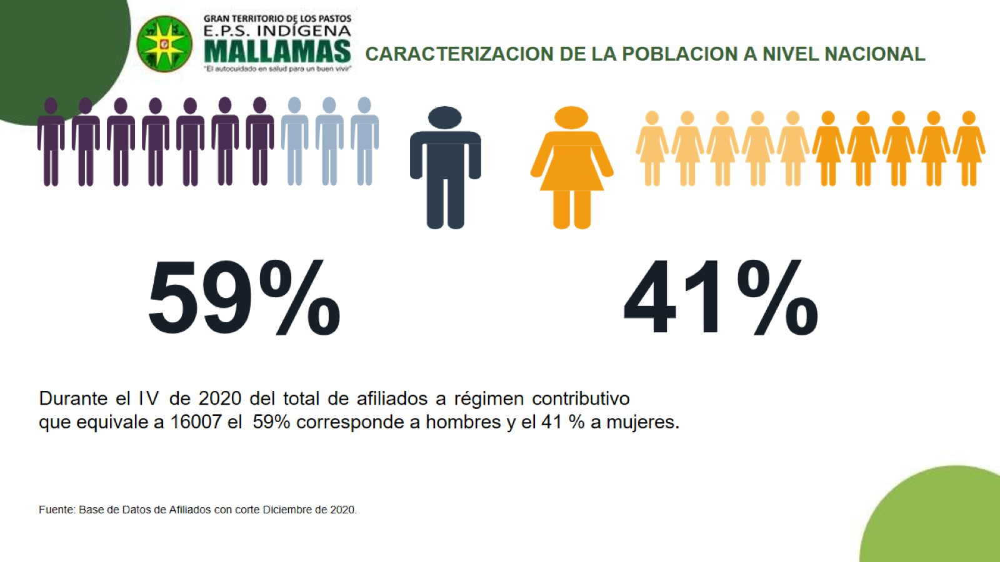 GRAN TERRITORIO DE LOS PASTOS
E.P.S. INDÍGENA
MALLAMAS
"El autocuidado en salud para un buen vivir"
CARACTERIZACION DE LA POBLACION A NIVEL NACIONAL
59%
41%
Durante el IV de 2020 del total de afiliados a régimen contributivo
que equivale a 16007 el 59% corresponde a hombres y el 41 % a mujeres.
Fuente: Base de Datos de Afiliados con corte Diciembre de 2020.